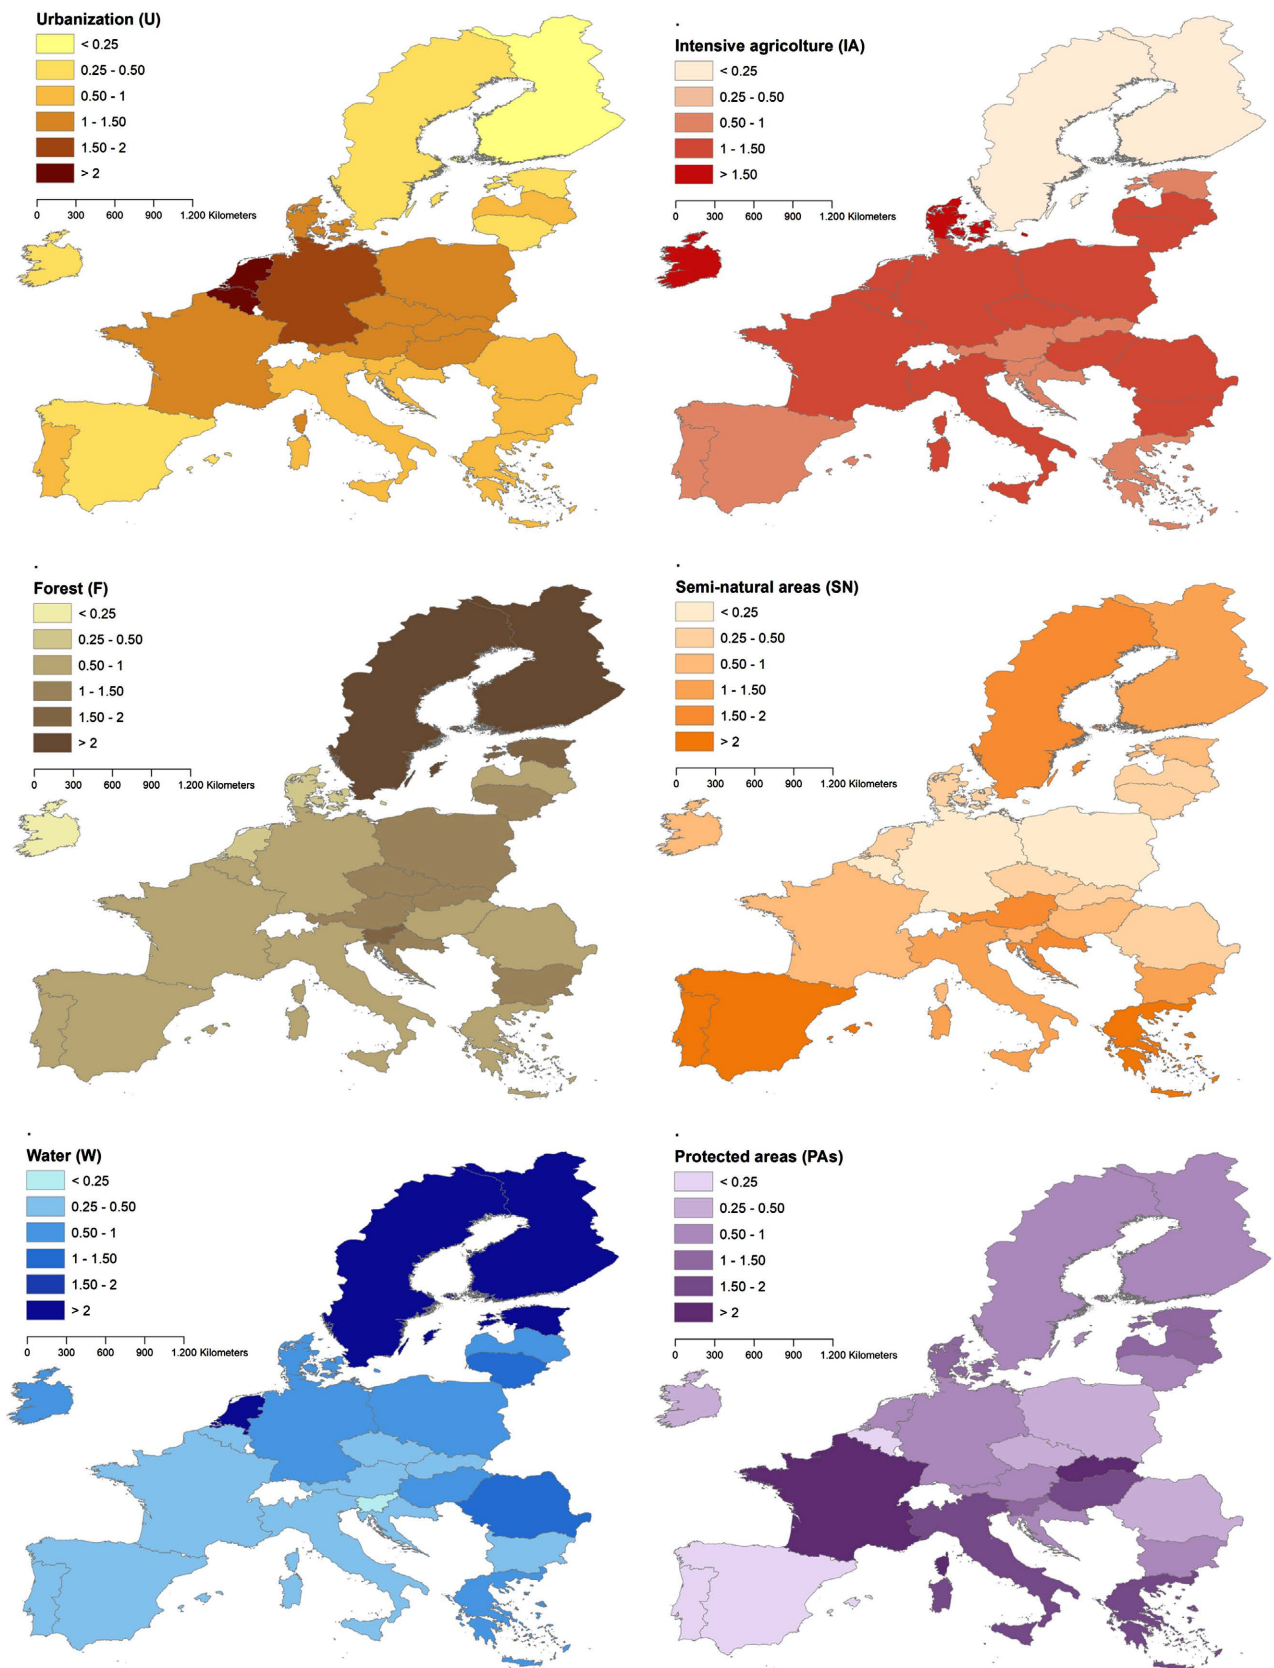 Urbanization (U)
< 0.25
0.25 - 0.50
0.50 - 1
1 - 1.50
1.50 - 2
> 2
0 300 600 900 1.200 Kilometers
Intensive agricolture (IA)
< 0.25
0.25 - 0.50
0.50 - 1
1 - 1.50
> 1.50
0 300 600 900 1.200 Kilometers
Forest (F)
< 0.25
0.25 - 0.50
0.50 - 1
1 - 1.50
1.50 - 2
> 2
0 300 600 900 1.200 Kilometers
Semi-natural areas (SN)
< 0.25
0.25 - 0.50
0.50 - 1
1 - 1.50
1.50 - 2
> 2
0 300 600 900 1.200 Kilometers
Water (W)
< 0.25
0.25 - 0.50
0.50 - 1
1 - 1.50
1.50 - 2
> 2
0 300 600 900 1.200 Kilometers
Protected areas (PAs)
< 0.25
0.25 - 0.50
0.50 - 1
1 - 1.50
1.50 - 2
> 2
0 300 600 900 1.200 Kilometers